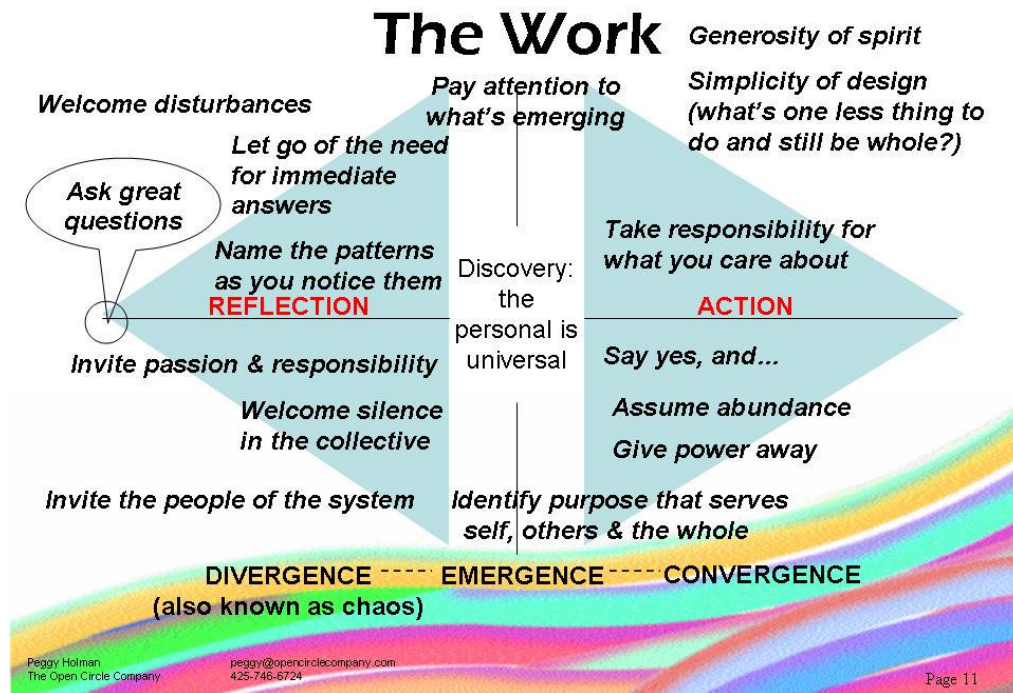 The Work
Generosity of spirit
Simplicity of design
(what's one less thing to
do and still be whole?)
Pay attention to
what's emerging
Welcome disturbances
Let go of the need
for immediate
answers
Ask great
questions
Name the patterns
as you notice them
REFLECTION
Discovery:
the
personal is
universal
Take responsibility for
what you care about
ACTION
Invite passion & responsibility
Say yes, and...
Welcome silence
in the collective
Assume abundance
Give power away
Invite the people of the system
Identify purpose that serves
self, others & the whole
DIVERGENCE ---- EMERGENCE ---- CONVERGENCE
(also known as chaos)
Peggy Holman
The Open Circle Company
peggy@opencirclecompany.com
425-746-6724
Page 11